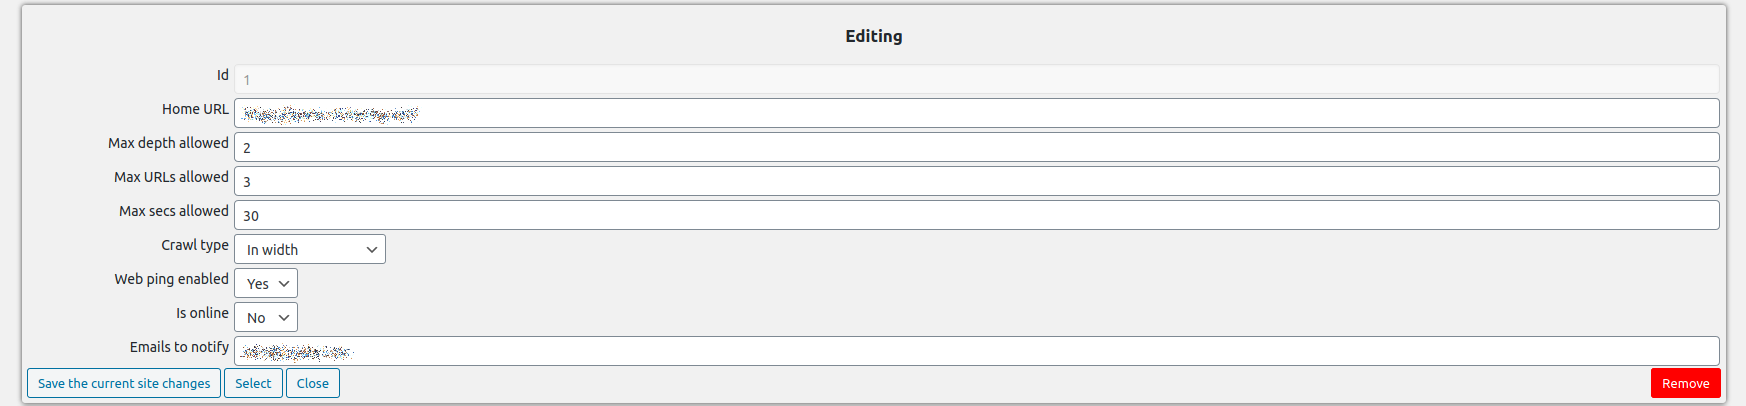 Editing
Id 1
Home URL
Max depth allowed 2
Max URLs allowed 3
Max secs allowed 30
Crawl type In width
Web ping enabled Yes
Is online No
Emails to notify
Save the current site changes Select Close Remove